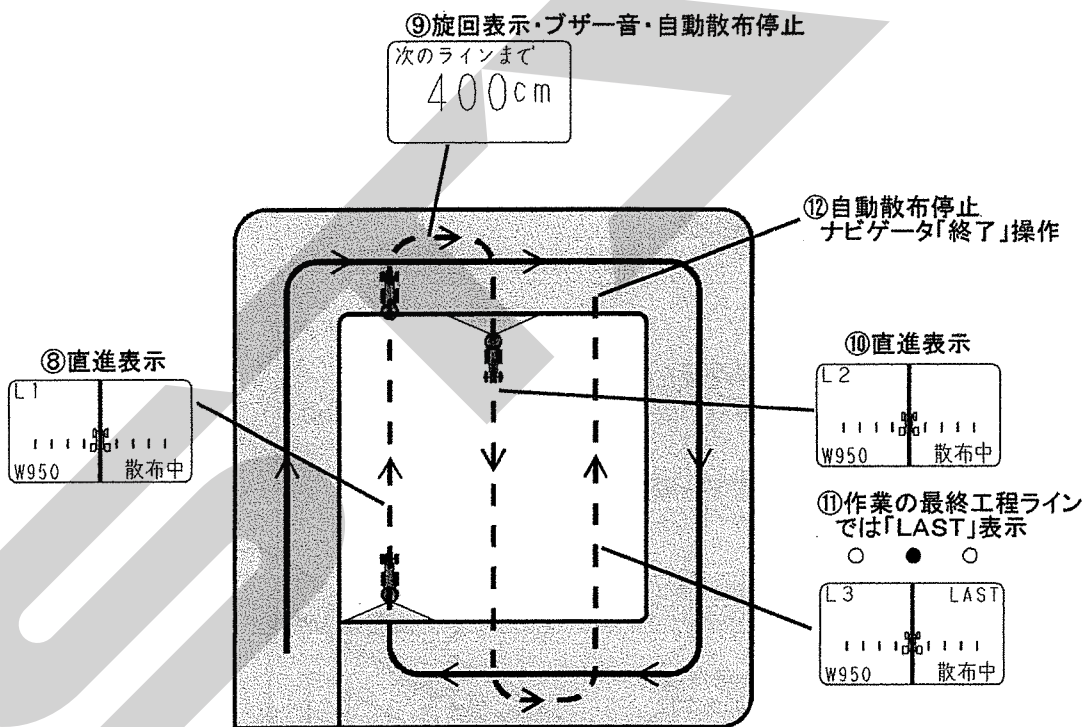 ⑨旋回表示・ブザー音・自動散布停止
次のラインまで
400cm
⑫自動散布停止
ナビゲータ「終了」操作
⑧直進表示
L1
W950 散布中
⑩直進表示
L2
W950 散布中
⑪作業の最終工程ライン
では「LAST」表示
○ ● ○
L3 LAST
W950 散布中